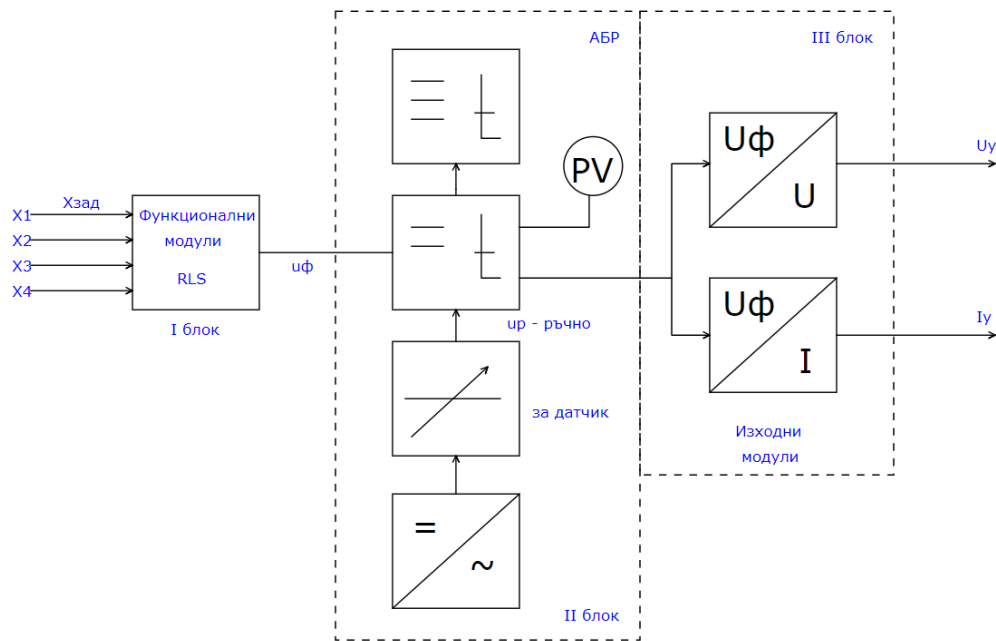 АБР
III блок
Uф
U
Uy
PV
Xзад
X1
X2
X3
X4
Функционални
модули
RLS
I блок
uф
up - ръчно
Uф
I
Iy
за датчик
Изходни
модули
=
~
II блок